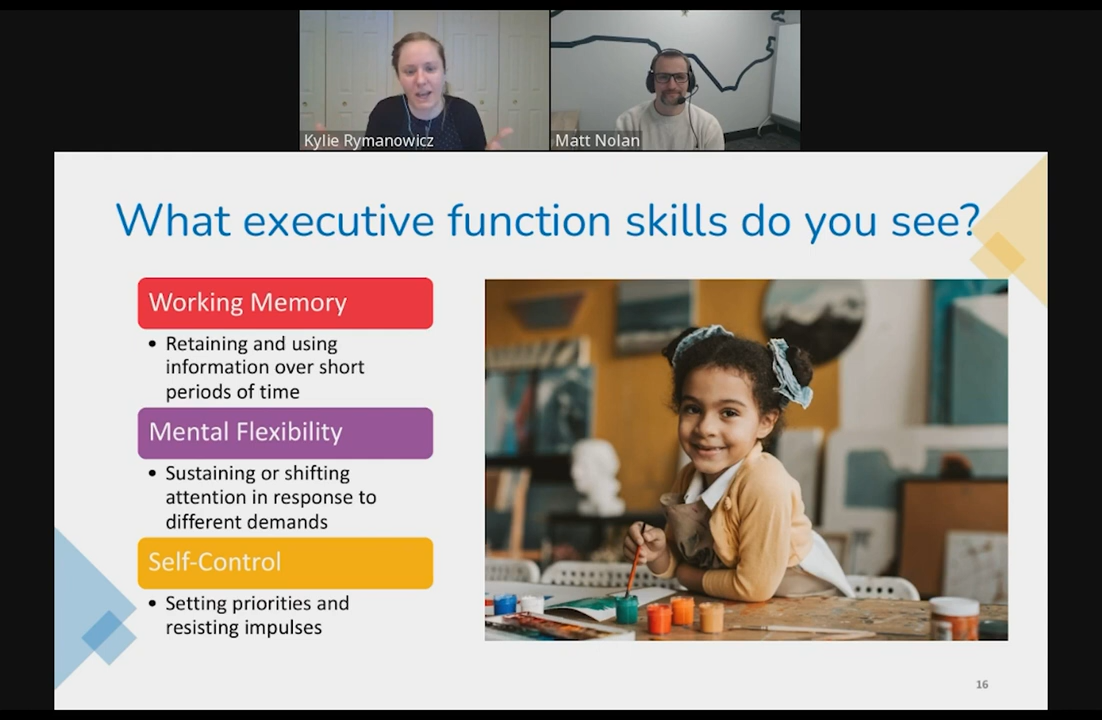 Kylie Rymanowicz
Matt Nolan
What executive function skills do you see?
Working Memory
• Retaining and using
information over short
periods of time
Mental Flexibility
• Sustaining or shifting
attention in response to
different demands
Self-Control
• Setting priorities and
resisting impulses
16